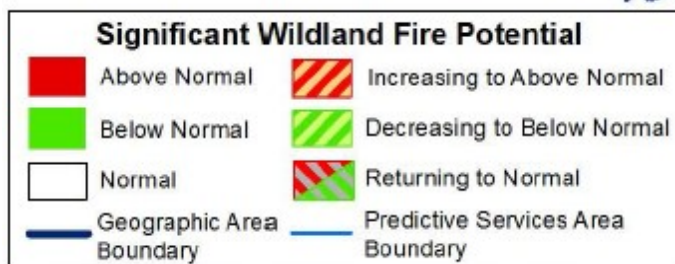 Significant Wildland Fire Potential
Above Normal
Increasing to Above Normal
Below Normal
Decreasing to Below Normal
Normal
Returning to Normal
Geographic Area
Boundary
Predictive Services Area
Boundary